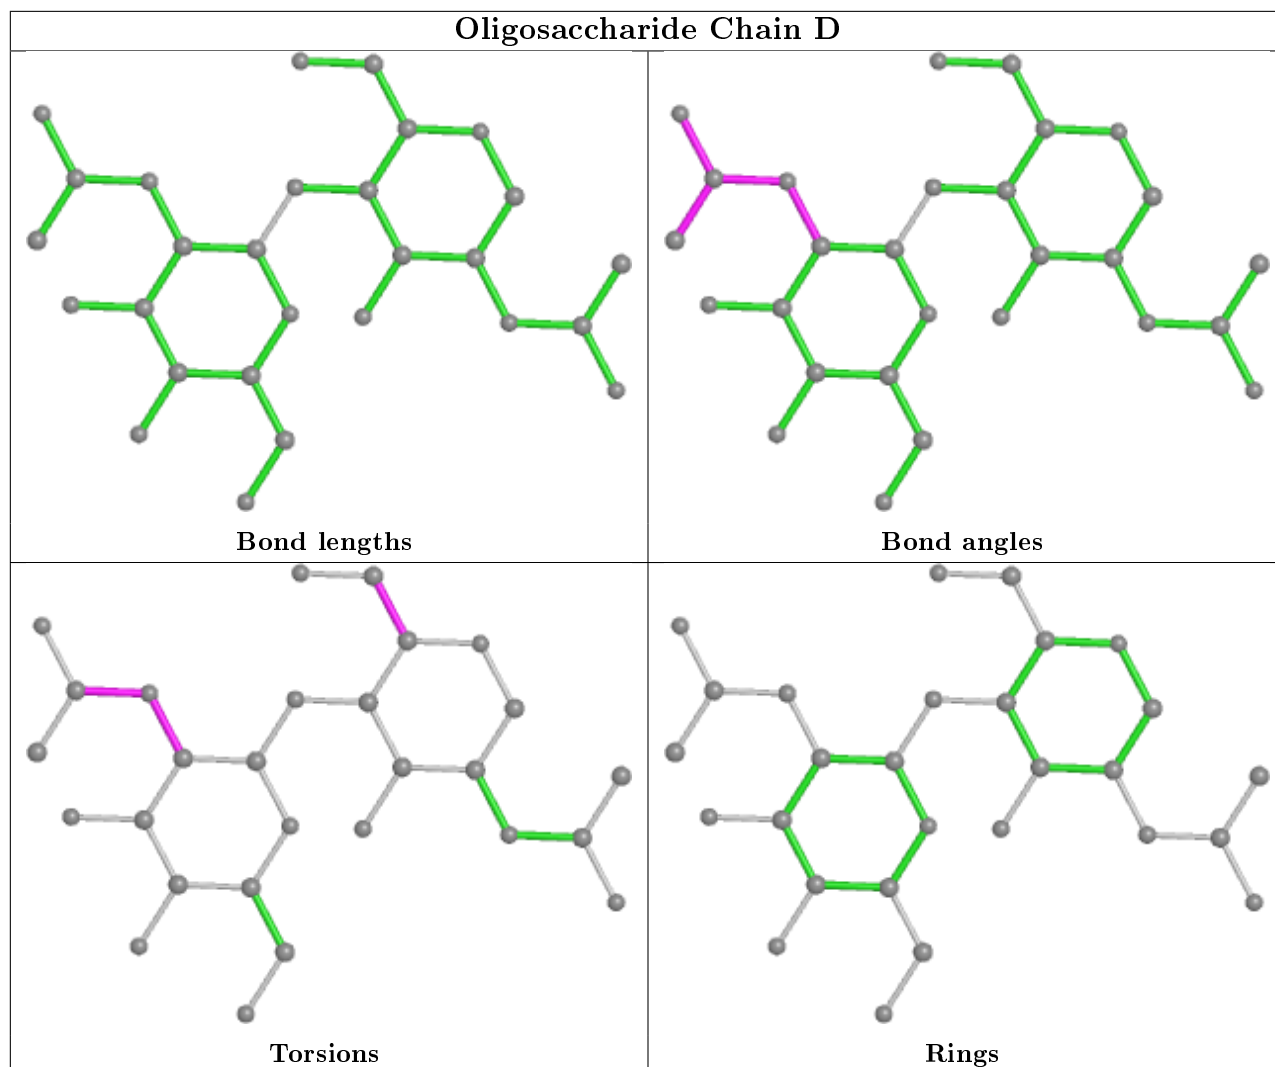 Oligosaccharide Chain D
Bond lengths
Bond angles
Torsions
Rings